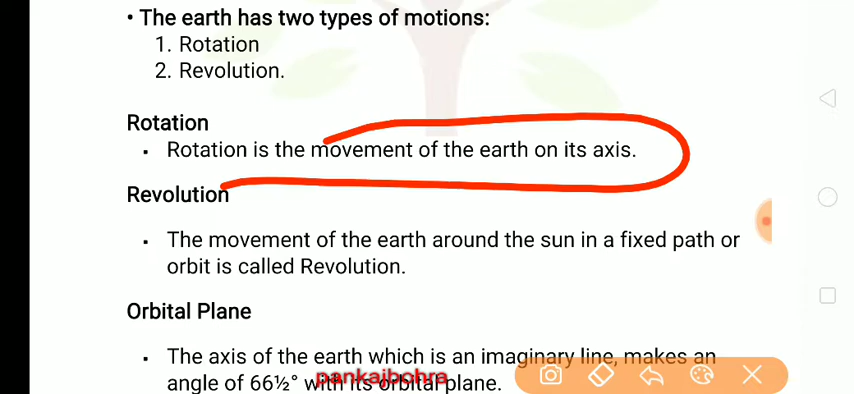 • The earth has two types of motions:
1. Rotation
2. Revolution.
Rotation
▪ Rotation is the movement of the earth on its axis.
Revolution
▪ The movement of the earth around the sun in a fixed path or
orbit is called Revolution.
Orbital Plane
▪ The axis of the earth which is an imaginary line, makes an
angle of 66½° with its orbital plane.
pankajbohra